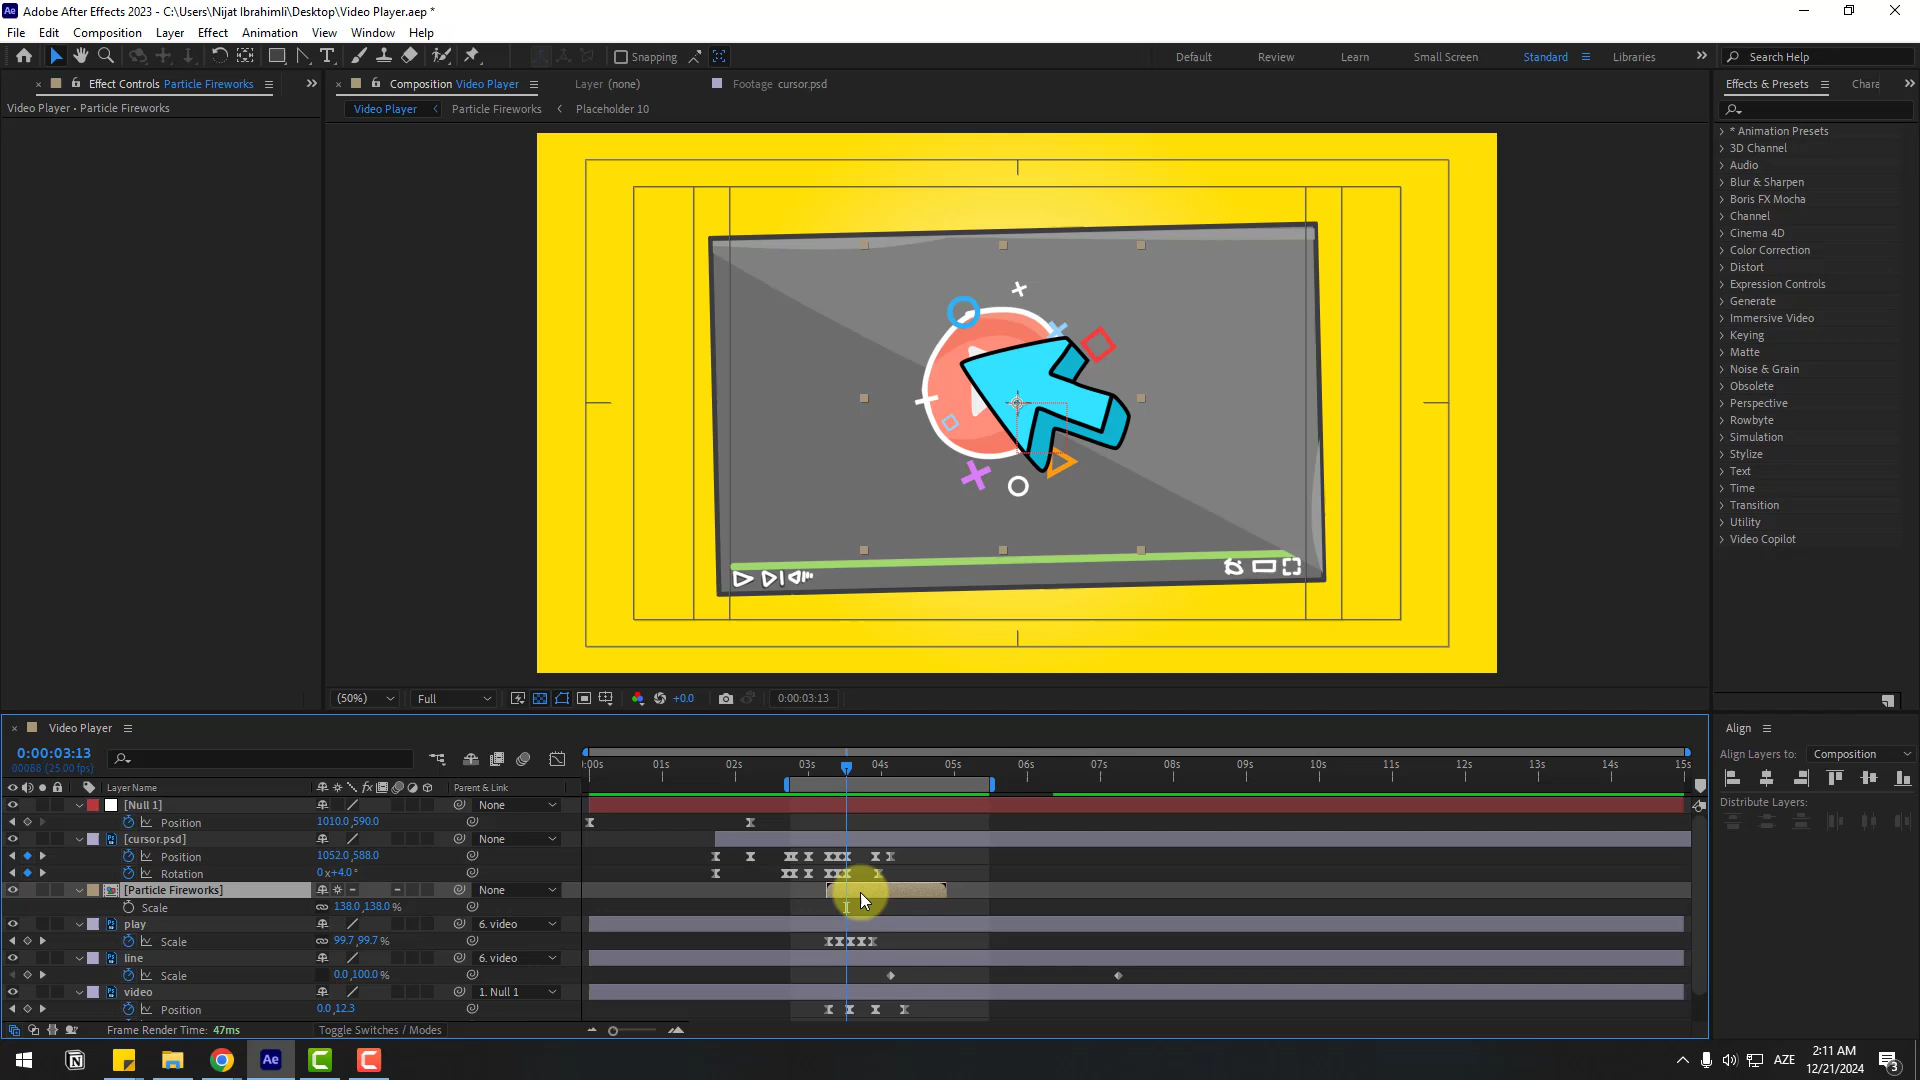 Adobe After Effects 2023 - C:\Users\Nijat Ibrahimli\Desktop\Video Player.aep *
File Edit Composition Layer Effect Animation View Window Help
Snapping Default Review Learn Small Screen Standard Libraries Search Help
Effect Controls Particle Fireworks Composition Video Player Layer (none) Footage cursor.psd Effects & Presets Chara
Video Player • Particle Fireworks Video Player Particle Fireworks Placeholder 10
* Animation Presets
3D Channel
Audio
Blur & Sharpen
Boris FX Mocha
Channel
Cinema 4D
Color Correction
Distort
Expression Controls
Generate
Immersive Video
Keying
Matte
Noise & Grain
Obsolete
Perspective
Rowbyte
Simulation
Stylize
Text
Time
Transition
Utility
Video Copilot
(50%) Full +0.0 0:00:03:13
Video Player Align
0:00:03:13
00088 (25.00 fps)
Align Layers to: Composition
:00s 01s 02s 03s 04s 05s 06s 07s 08s 09s 10s 11s 12s 13s 14s 15s
Layer Name Parent & Link
Distribute Layers:
[Null 1] None
Position 1010.0,590.0
[cursor.psd] None
Position 1052.0,588.0
Rotation 0x+4.0°
[Particle Fireworks] None
Scale 138.0,138.0 %
play 6. video
Scale 99.7,99.7 %
line 6. video
Scale 0.0,100.0 %
video 1. Null 1
Position 0.0,12.3
Frame Render Time: 47ms Toggle Switches / Modes
AZE 2:11 AM
12/21/2024
3